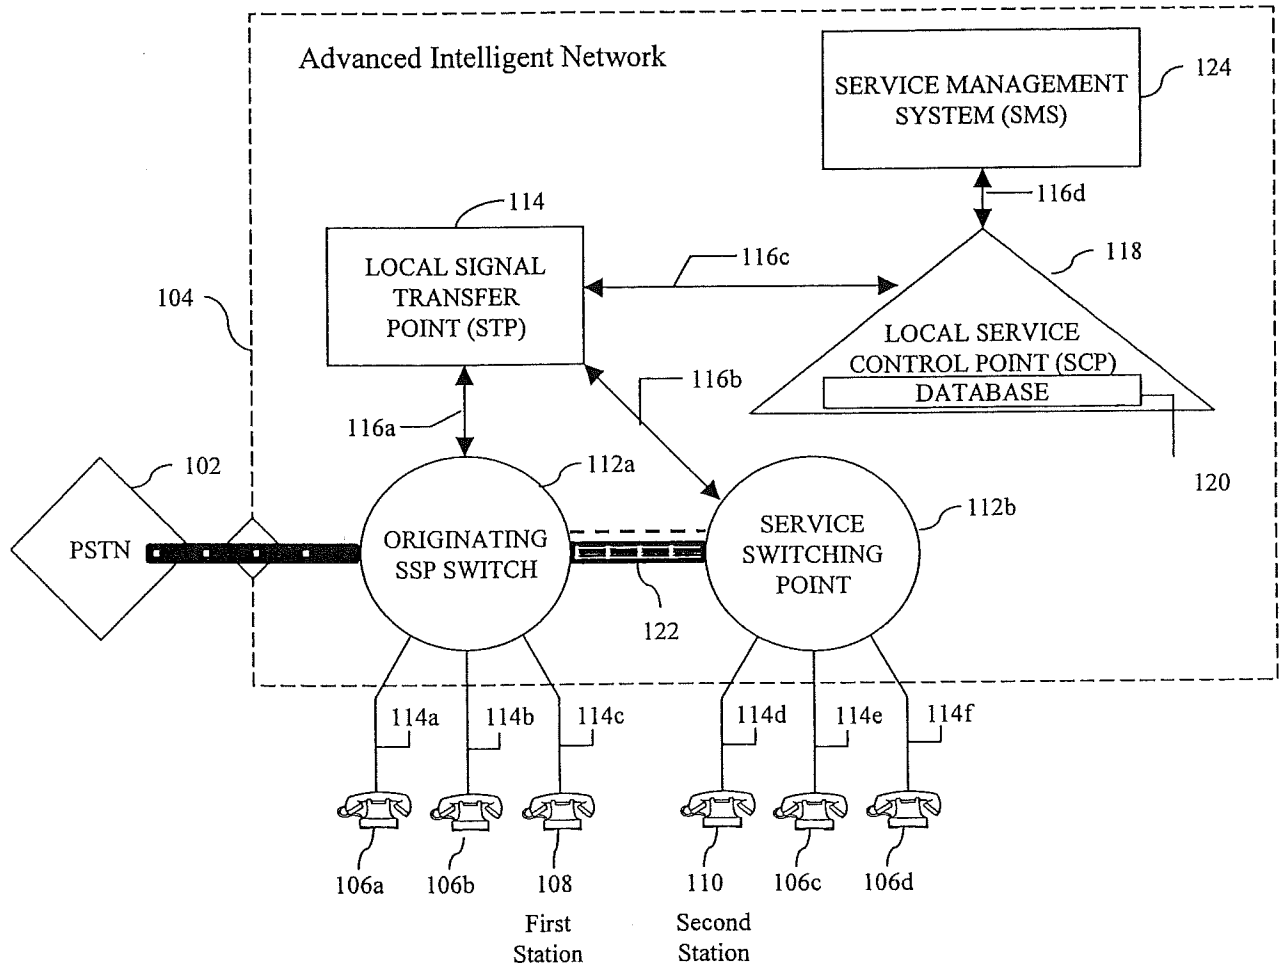 Advanced Intelligent Network
SERVICE MANAGEMENT
SYSTEM (SMS)
124
116d
114
LOCAL SIGNAL
TRANSFER
POINT (STP)
116c
118
104
LOCAL SERVICE
CONTROL POINT (SCP)
DATABASE
116b
116a
120
102
112a
112b
PSTN
ORIGINATING
SSP SWITCH
SERVICE
SWITCHING
POINT
122
114a
114b
114c
114d
114e
114f
106a
106b
108
110
106c
106d
First
Station
Second
Station